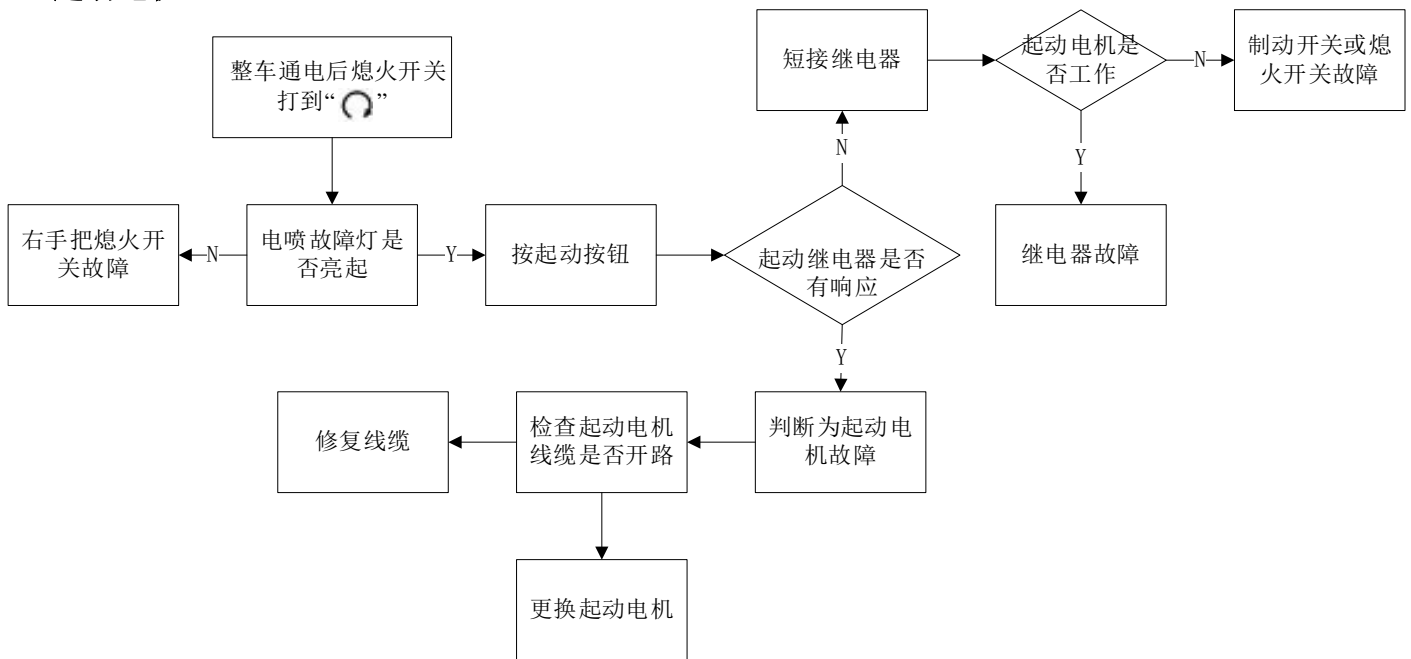 整车通电后熄火开关
打到“ ”
短接继电器
起动电机是
否工作
N
制动开关或熄
火开关故障
N
Y
右手把熄火开
关故障
N
电喷故障灯是
否亮起
Y
按起动按钮
起动继电器是否
有响应
继电器故障
Y
修复线缆
检查起动电机
线缆是否开路
判断为起动电
机故障
更换起动电机